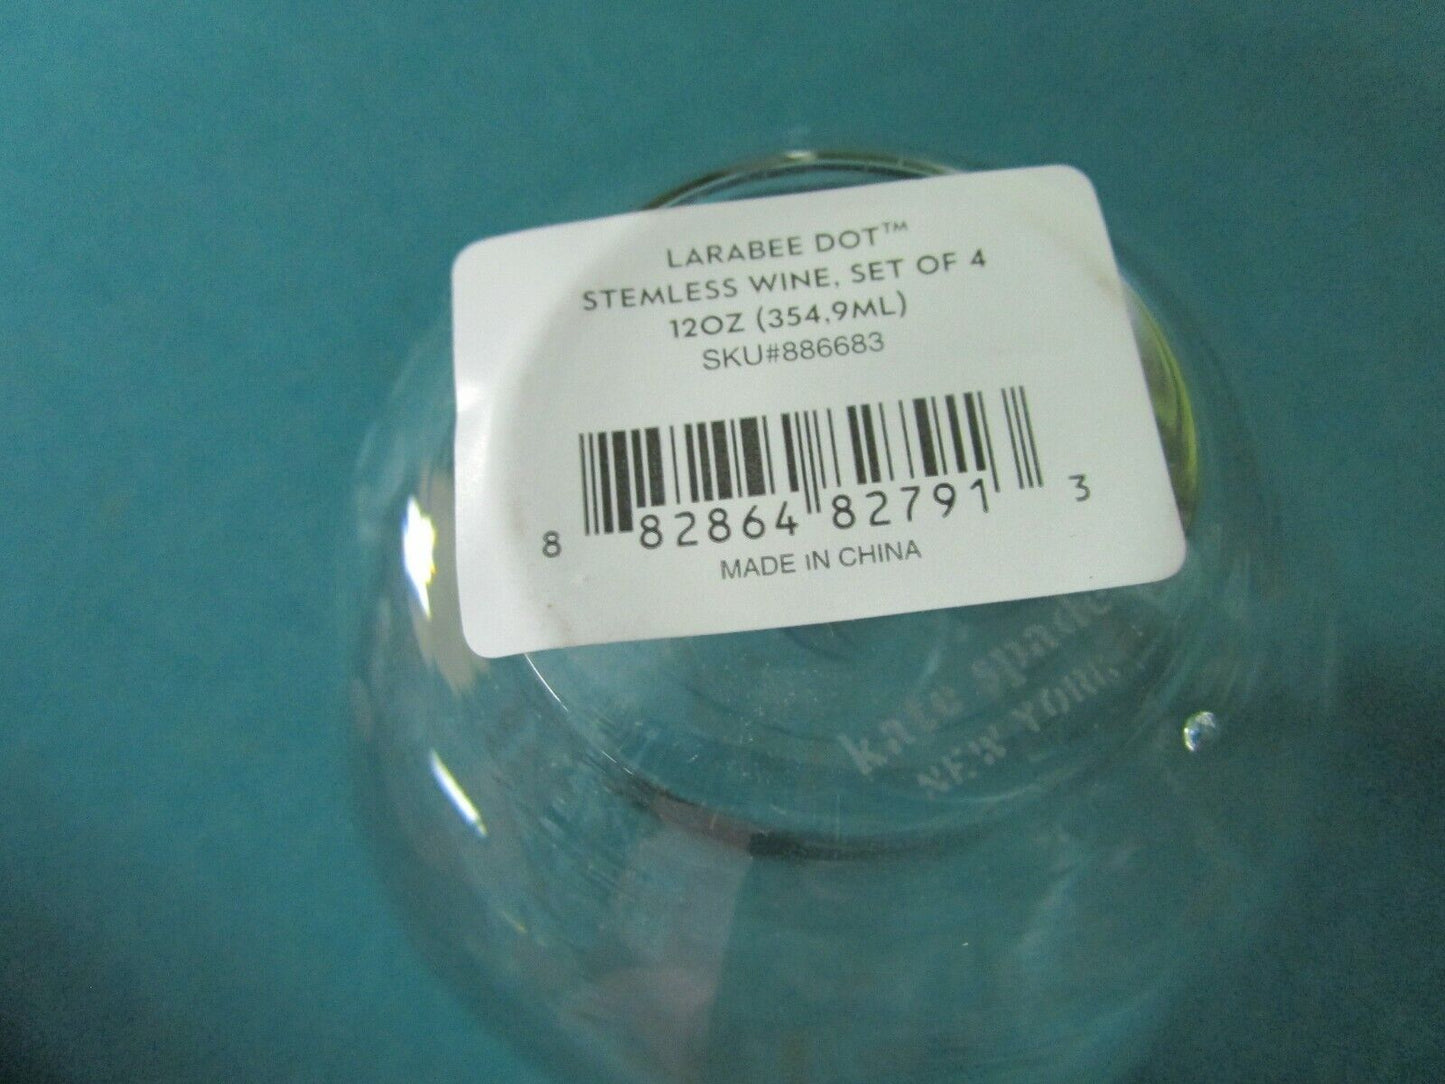 LARABEE DOT™
STEMLESS WINE, SET OF 4
12OZ (354,9ML)
SKU#886683
8 82864 82791 3
MADE IN CHINA
kate spade
NEW YORK